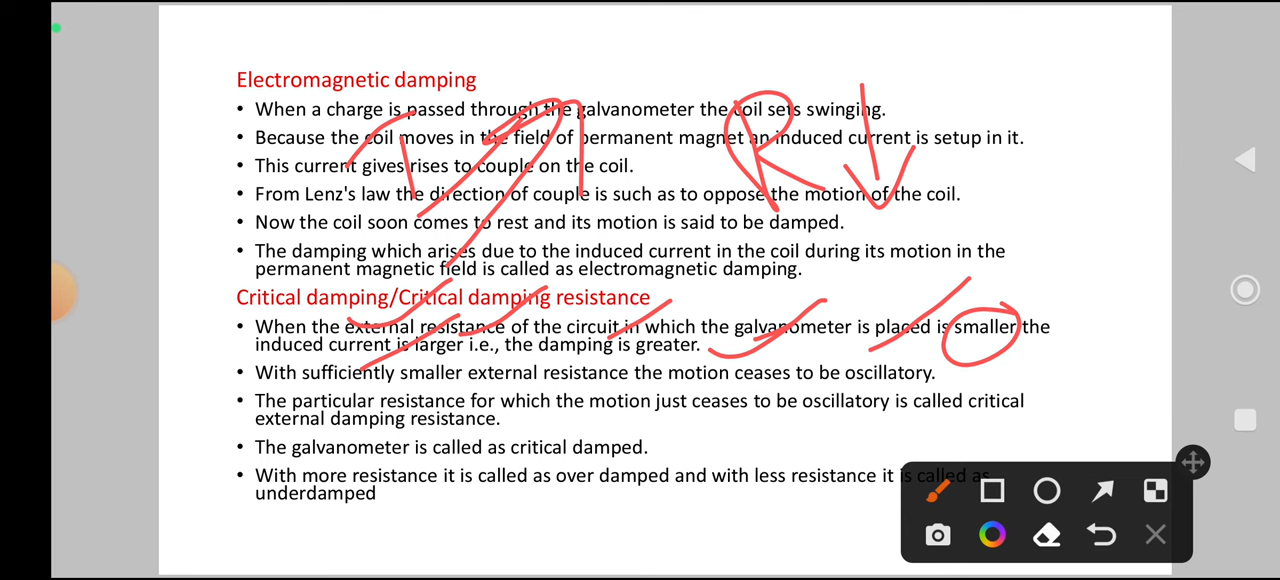 Electromagnetic damping
• When a charge is passed through the galvanometer the coil sets swinging.
• Because the coil moves in the field of permanent magnet an induced current is setup in it.
• This current gives rises to couple on the coil.
• From Lenz's law the direction of couple is such as to oppose the motion of the coil.
• Now the coil soon comes to rest and its motion is said to be damped.
• The damping which arises due to the induced current in the coil during its motion in the
permanent magnetic field is called as electromagnetic damping.
Critical damping/Critical damping resistance
• When the external resistance of the circuit in which the galvanometer is placed is smaller the
induced current is larger i.e., the damping is greater.
• With sufficiently smaller external resistance the motion ceases to be oscillatory.
• The particular resistance for which the motion just ceases to be oscillatory is called critical
external damping resistance.
• The galvanometer is called as critical damped.
• With more resistance it is called as over damped and with less resistance it is called as
underdamped
R